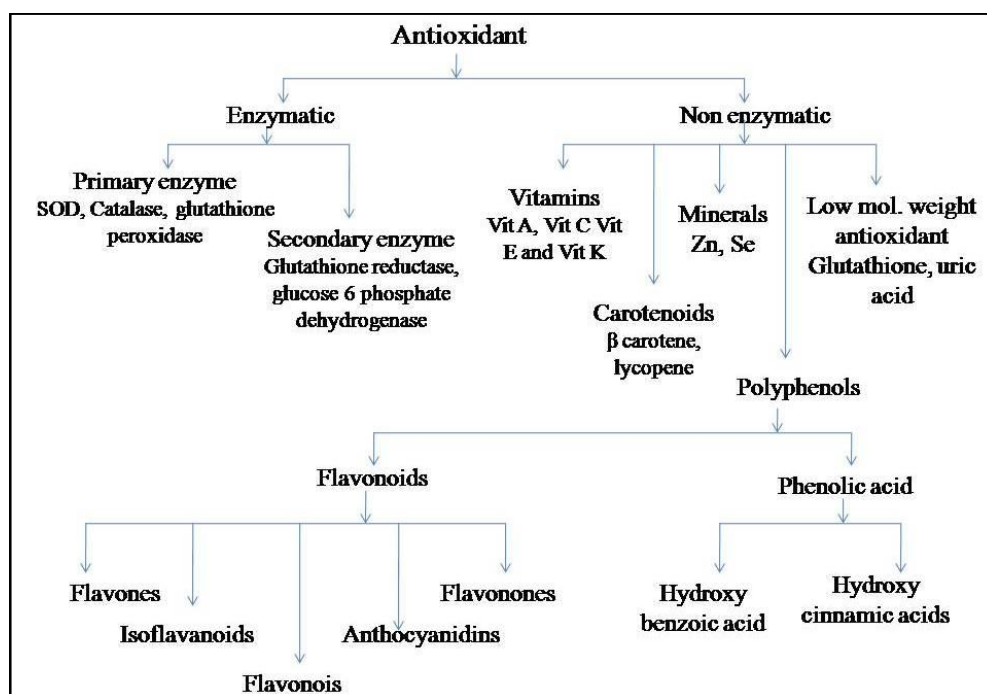 Antioxidant
Enzymatic
Non enzymatic
Primary enzyme
SOD, Catalase, glutathione
peroxidase
Secondary enzyme
Glutathione reductase,
glucose 6 phosphate
dehydrogenase
Vitamins
Vit A, Vit C Vit
E and Vit K
Carotenoids
β carotene,
lycopene
Minerals
Zn, Se
Polyphenols
Low mol. weight
antioxidant
Glutathione, uric
acid
Flavonoids
Phenolic acid
Flavones
Isoflavanoids
Flavonois
Anthocyanidins
Flavonones
Hydroxy
benzoic acid
Hydroxy
cinnamic acids